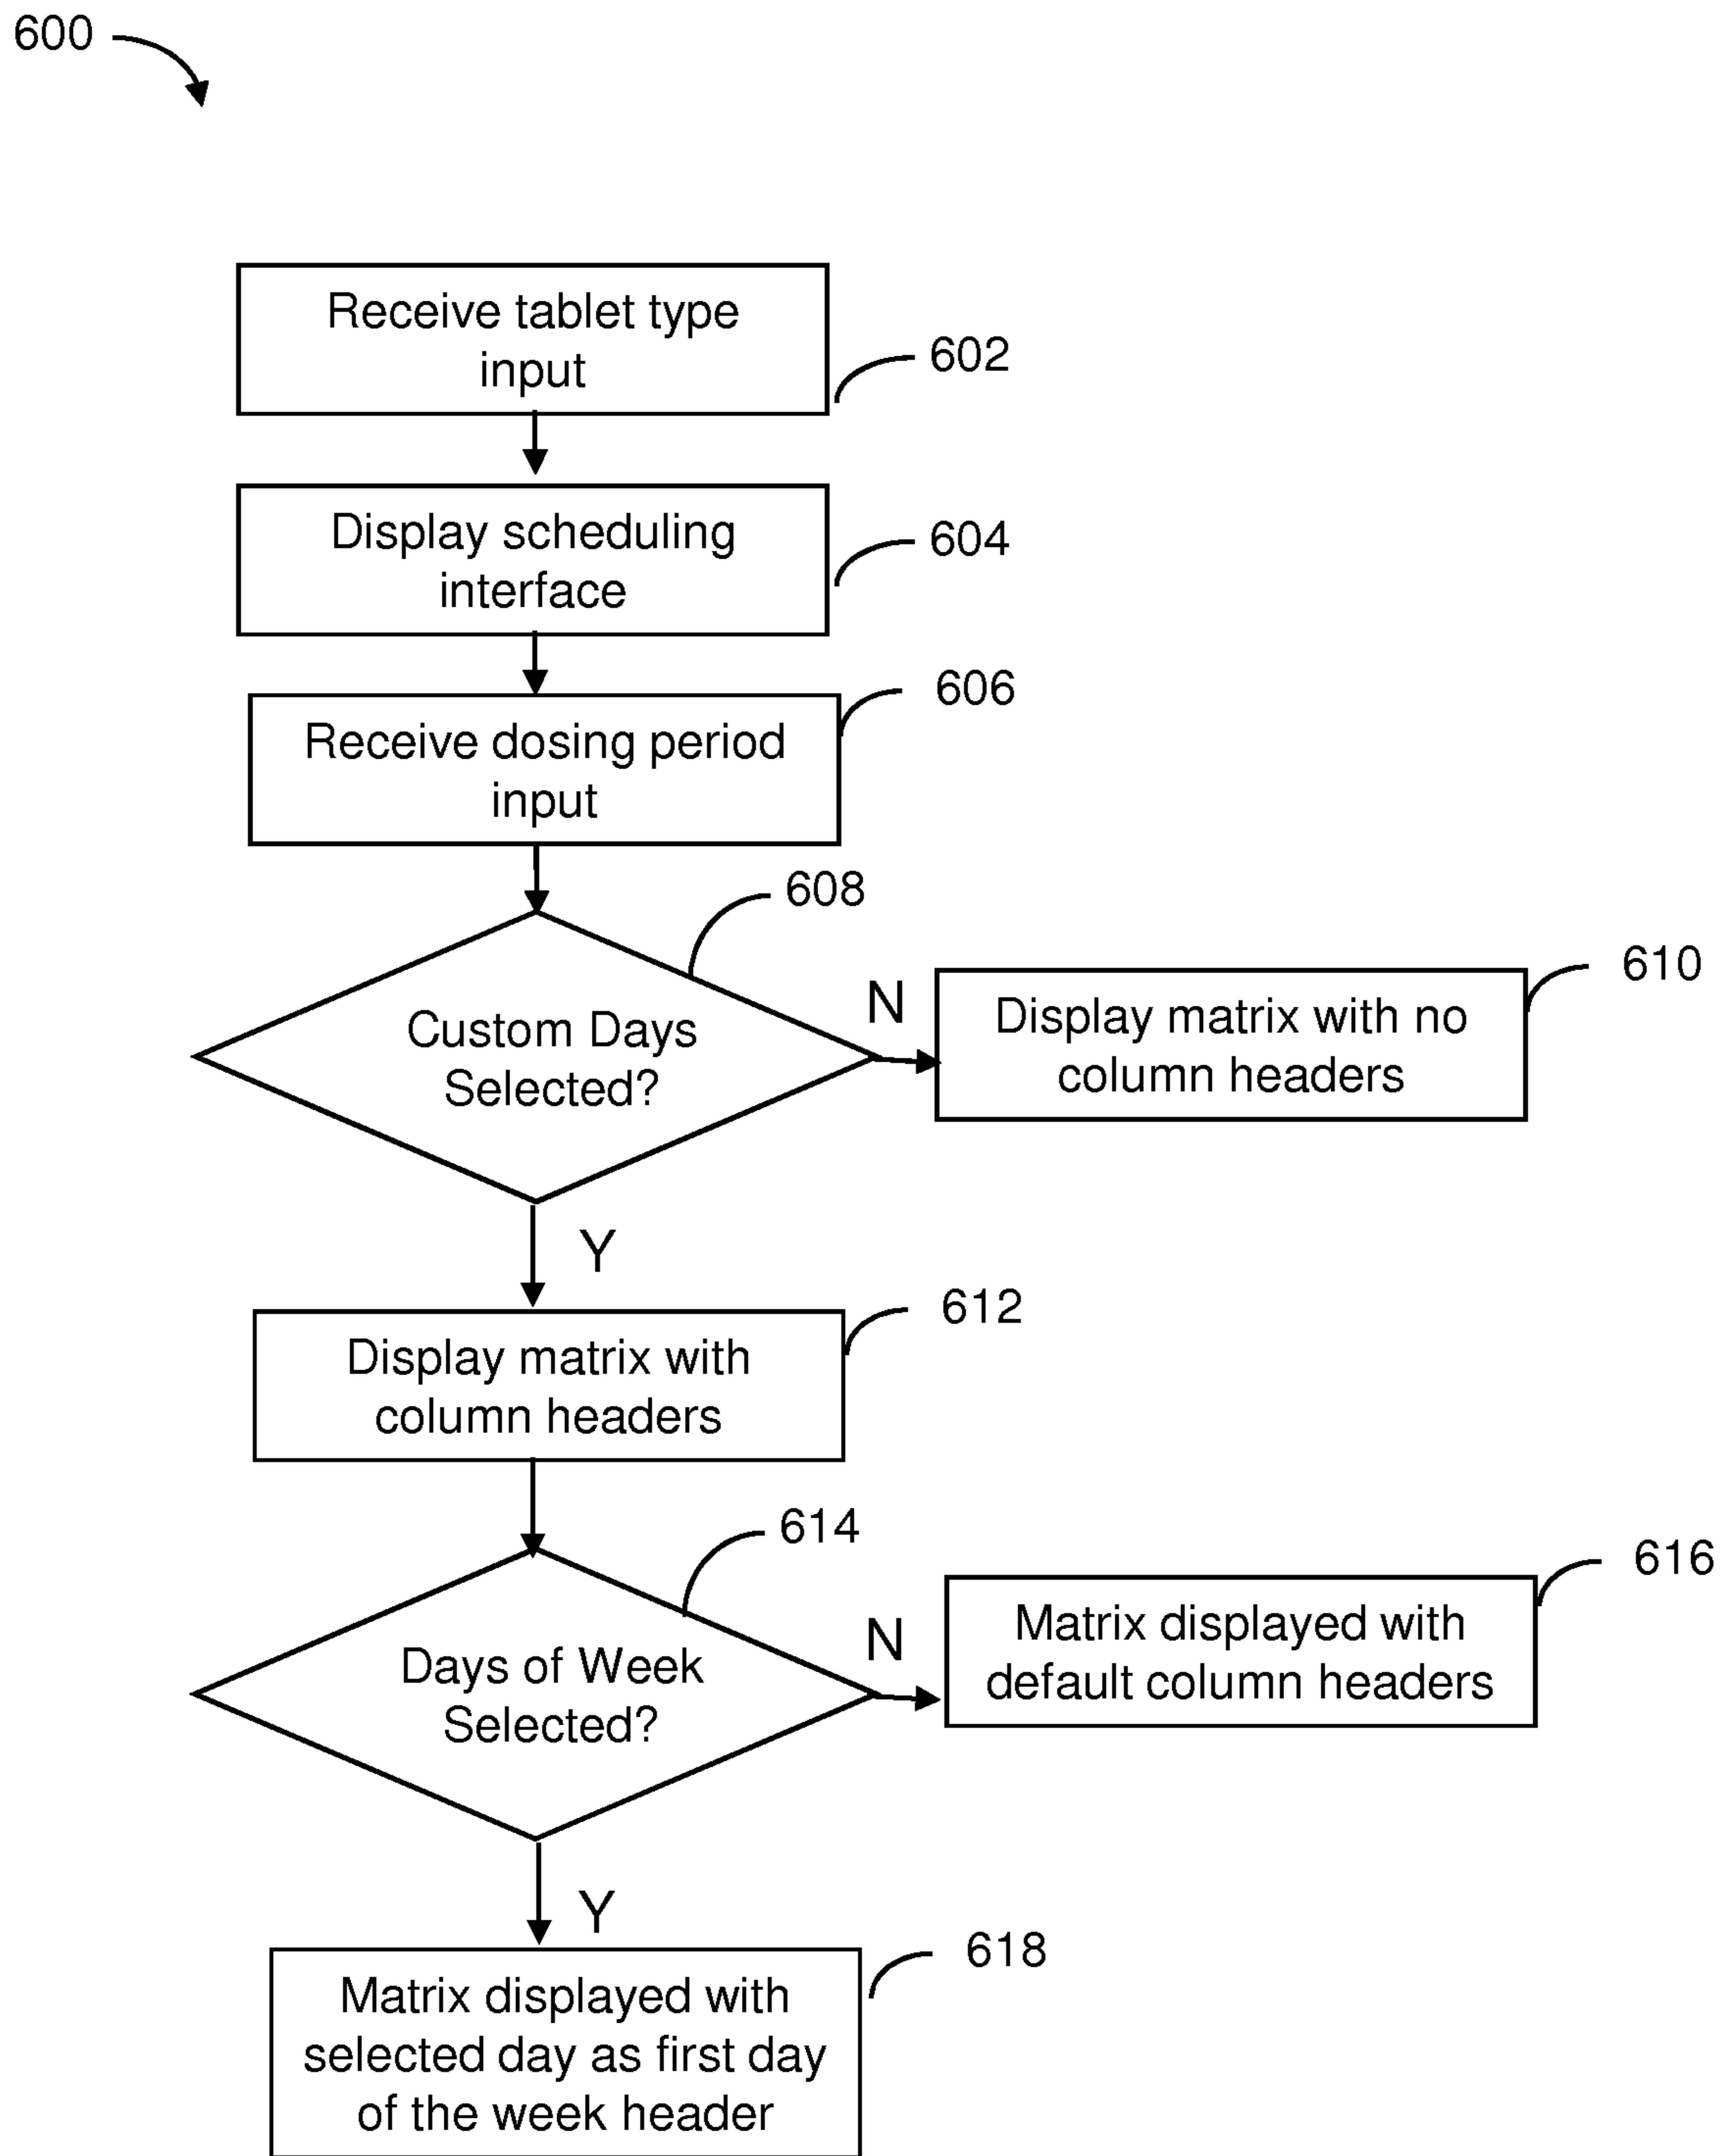 600
Receive tablet type
input
602
Display scheduling
interface
604
606
Receive dosing period
input
608
Custom Days
Selected?
N
610
Display matrix with no
column headers
Y
612
Display matrix with
column headers
614
Days of Week
Selected?
N
616
Matrix displayed with
default column headers
Y
618
Matrix displayed with
selected day as first day
of the week header